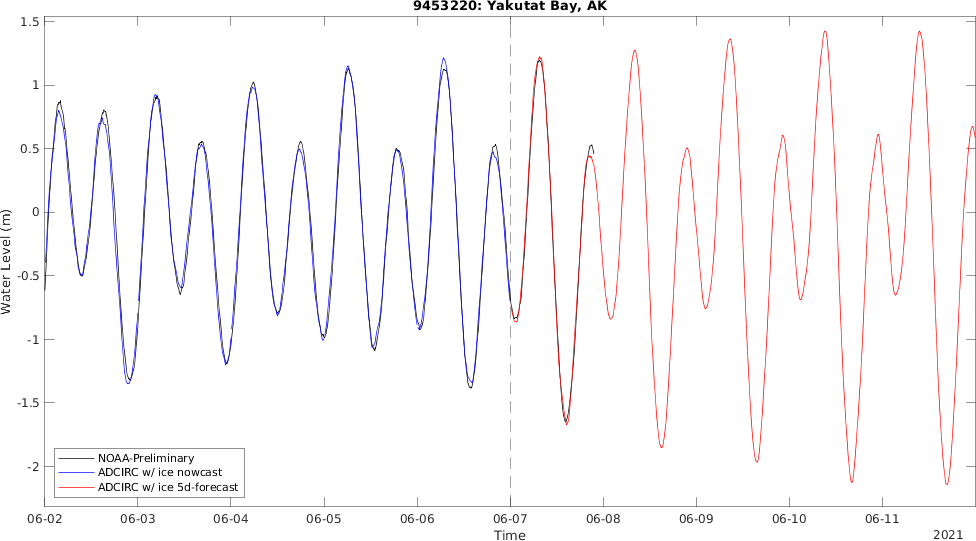 9453220: Yakutat Bay, AK
1.5
1
0.5
0
-0.5
-1
-1.5
-2
Water Level (m)
NOAA-Preliminary
ADCIRC w/ ice nowcast
ADCIRC w/ ice 5d-forecast
06-02 06-03 06-04 06-05 06-06 06-07 06-08 06-09 06-10 06-11
Time
2021